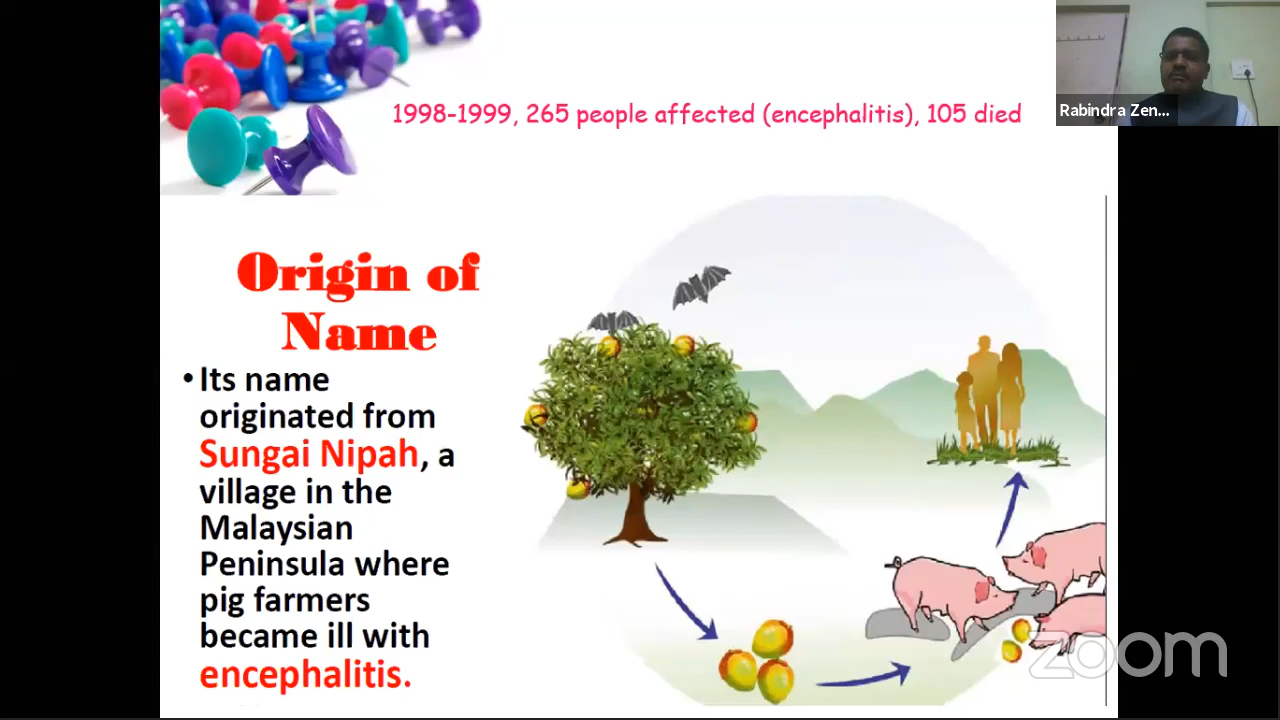 1998-1999, 265 people affected (encephalitis), 105 died
Rabindra Zen...
Origin of
Name
• Its name
originated from
Sungai Nipah, a
village in the
Malaysian
Peninsula where
pig farmers
became ill with
encephalitis.
zoom